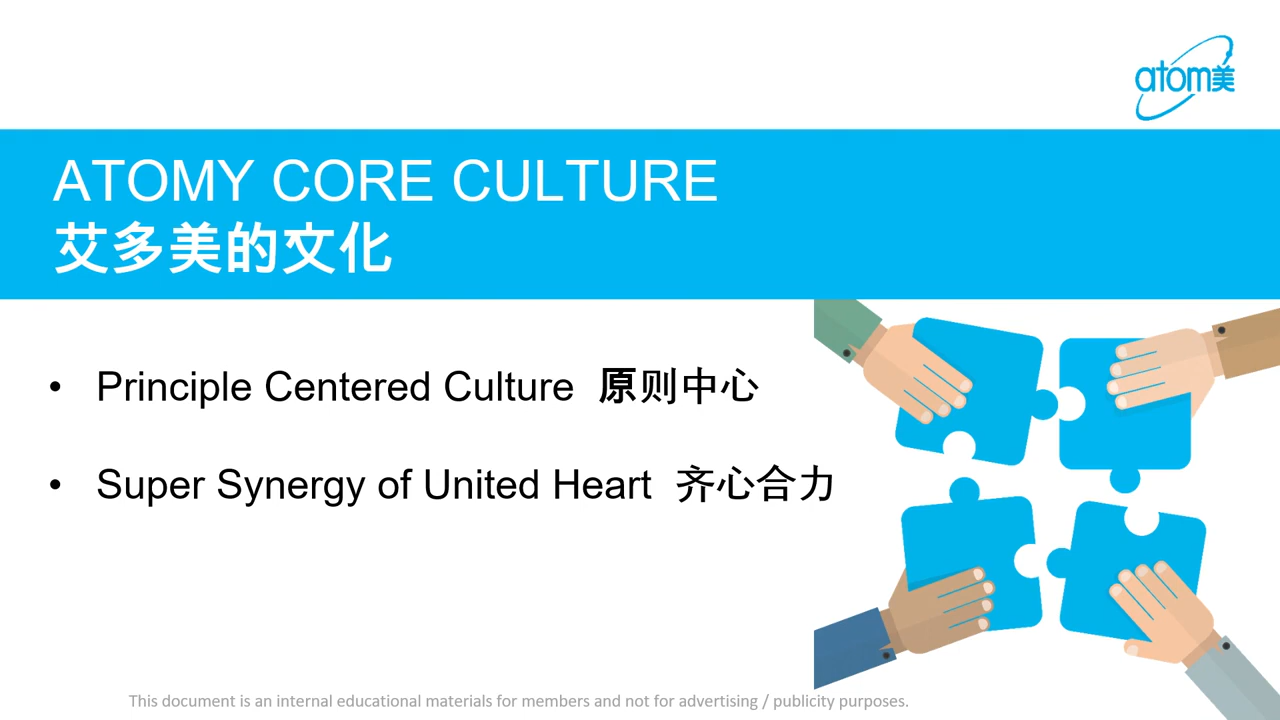 atom美
ATOMY CORE CULTURE
艾多美的文化
• Principle Centered Culture 原则中心
• Super Synergy of United Heart 齐心合力
This document is an internal educational materials for members and not for advertising / publicity purposes.